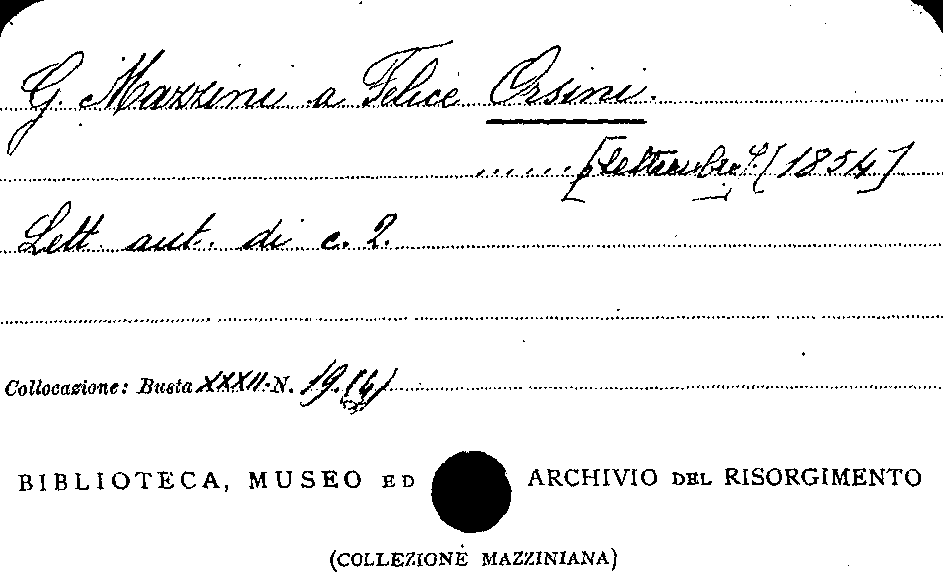 G. Mazzini a Felice Orsini.
..... [settembre] [1854]
Lett. aut. di c. 2.
Collocazione: Busta XXXII N. 19.(4)
BIBLIOTECA, MUSEO ED ARCHIVIO DEL RISORGIMENTO
(COLLEZIONE MAZZINIANA)